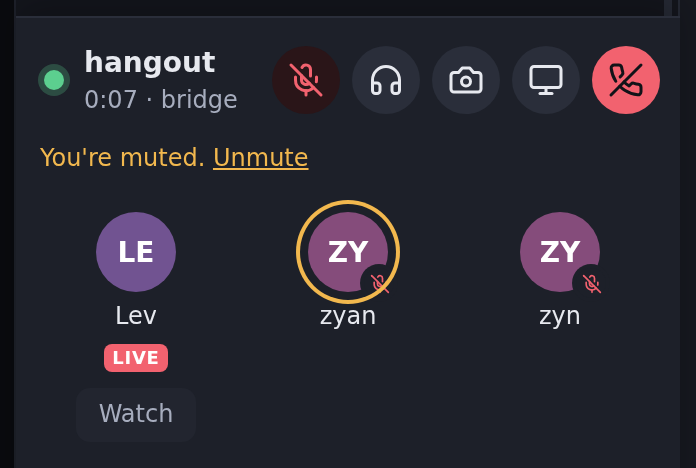 hangout
0:07 · bridge
You're muted. Unmute
LE ZY ZY
Lev zyan zyn
LIVE
Watch